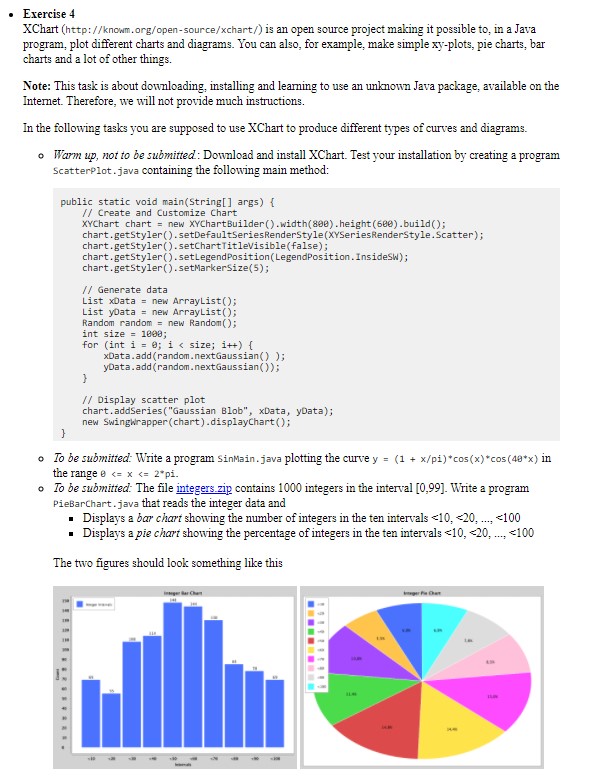 • Exercise 4
XChart (http://knowm.org/open-source/xchart/) is an open source project making it possible to, in a Java
program, plot different charts and diagrams. You can also, for example, make simple xy-plots, pie charts, bar
charts and a lot of other things.
Note: This task is about downloading, installing and learning to use an unknown Java package, available on the
Internet. Therefore, we will not provide much instructions.
In the following tasks you are supposed to use XChart to produce different types of curves and diagrams.
o Warm up, not to be submitted.: Download and install XChart. Test your installation by creating a program
ScatterPlot.java containing the following main method:
public static void main(String[] args) {
// Create and Customize Chart
XYChart chart = new XYChartBuilder().width(800).height(600).build();
chart.getStyler().setDefaultSeriesRenderStyle(XYSeriesRenderStyle.Scatter);
chart.getStyler().setChartTitleVisible(false);
chart.getStyler().setLegendPosition(LegendPosition.InsideSW);
chart.getStyler().setMarkerSize(5);
// Generate data
List xData = new ArrayList();
List yData = new ArrayList();
Random random = new Random();
int size = 1000;
for (int i = 0; i < size; i++) {
xData.add(random.nextGaussian() );
yData.add(random.nextGaussian());
}
// Display scatter plot
chart.addSeries("Gaussian Blob", xData, yData);
new SwingWrapper(chart).displayChart();
}
o To be submitted: Write a program SinMain.java plotting the curve y = (1 + x/pi)*cos(x)*cos(40*x) in
the range 0 <= x <= 2*pi.
o To be submitted: The file integers.zip contains 1000 integers in the interval [0,99]. Write a program
PieBarChart.java that reads the integer data and
▪ Displays a bar chart showing the number of integers in the ten intervals <10, <20, ..., <100
▪ Displays a pie chart showing the percentage of integers in the ten intervals <10, <20, ..., <100
The two figures should look something like this
Integer Bar Chart
Integer Pie Chart
Count